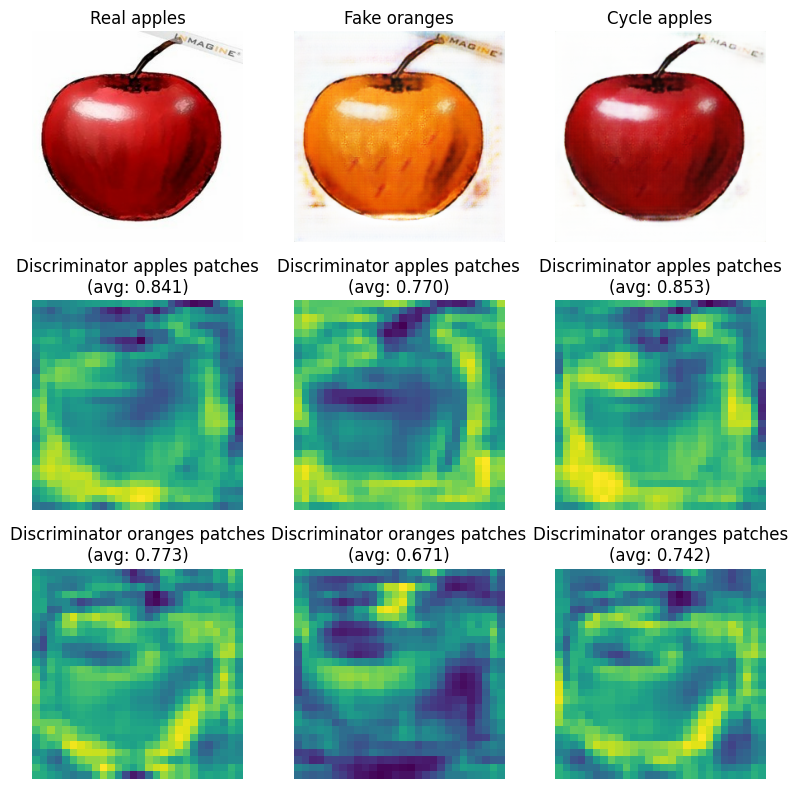 Real apples
Fake oranges
Cycle apples
INMAGINE
Discriminator apples patches
(avg: 0.841)
Discriminator apples patches
(avg: 0.770)
Discriminator apples patches
(avg: 0.853)
Discriminator oranges patches
(avg: 0.773)
Discriminator oranges patches
(avg: 0.671)
Discriminator oranges patches
(avg: 0.742)